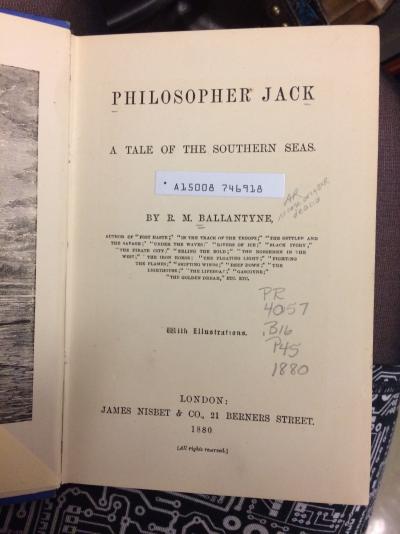 PHILOSOPHER JACK
A TALE OF THE SOUTHERN SEAS.
A15008 746918
BY R. M. BALLANTYNE,
AUTHOR OF "POST HASTE;" "IN THE TRACK OF THE TROOPS;" "THE SETTLER AND
THE SAVAGE;" "UNDER THE WAVES;" "RIVERS OF ICE;" "BLACK IVORY;"
"THE PIRATE CITY;" "ERLING THE BOLD;" "THE NORSEMEN IN THE
WEST;" "THE IRON HORSE; "THE FLOATING LIGHT;" "FIGHTING
THE FLAMES;" "SHIFTING WINDS;" "DEEP DOWN;" "THE
LIGHTHOUSE;" "THE LIFEBOAT;" "GASCOYNE;"
"THE GOLDEN DREAM," ETC. ETC.
PR
4057
.B16
P45
1880
With Illustrations.
LONDON:
JAMES NISBET & CO., 21 BERNERS STREET.
1880
[All rights reserved.]